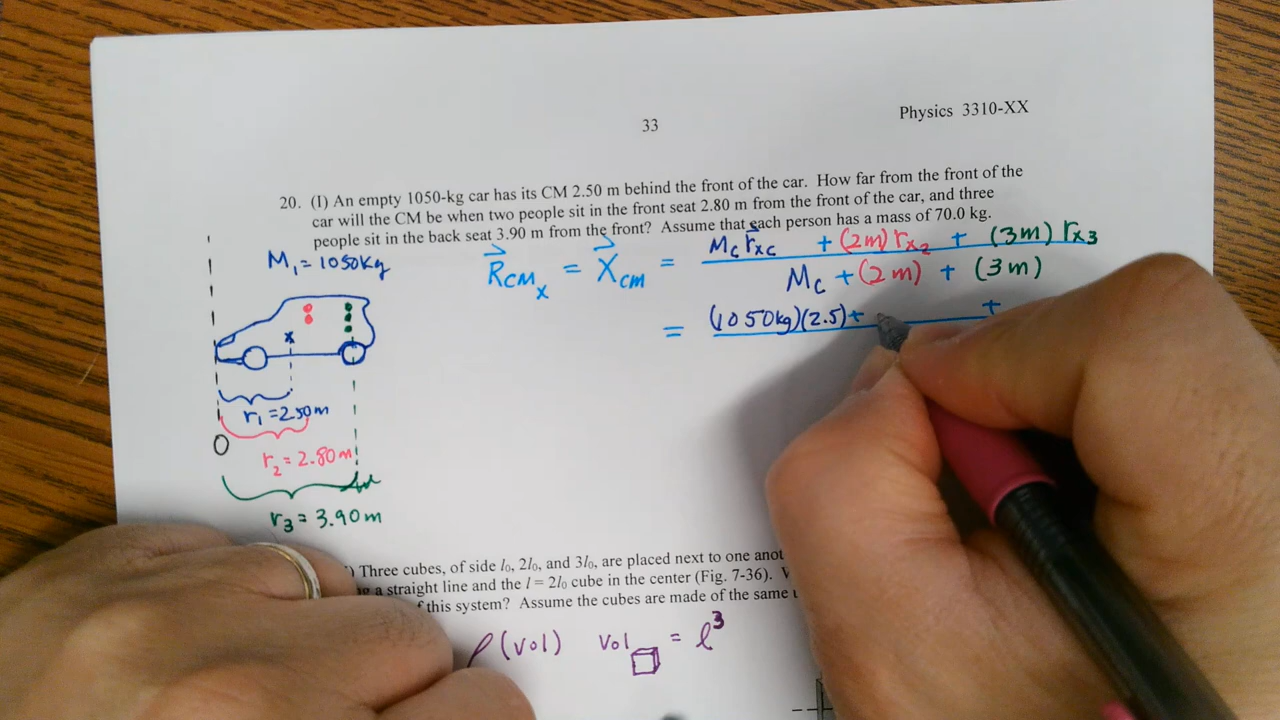 Physics 3310-XX
33
20. (I) An empty 1050-kg car has its CM 2.50 m behind the front of the car. How far from the front of the
car will the CM be when two people sit in the front seat 2.80 m from the front of the car, and three
people sit in the back seat 3.90 m from the front? Assume that each person has a mass of 70.0 kg.
M₁ = 1050kg
R⃗CMₓ = X⃗CM = (Mc r⃗xc + (2m) rx₂ + (3m) rx₃) / (Mc + (2m) + (3m))
= (1050kg)(2.5) + +
x
r₁ = 2.50m
O
r₂ = 2.80m
r₃ = 3.90m
) Three cubes, of side l₀, 2l₀, and 3l₀, are placed next to one anot
g a straight line and the l = 2l₀ cube in the center (Fig. 7-36).
f this system? Assume the cubes are made of the same
ρ(vol) vol = l³